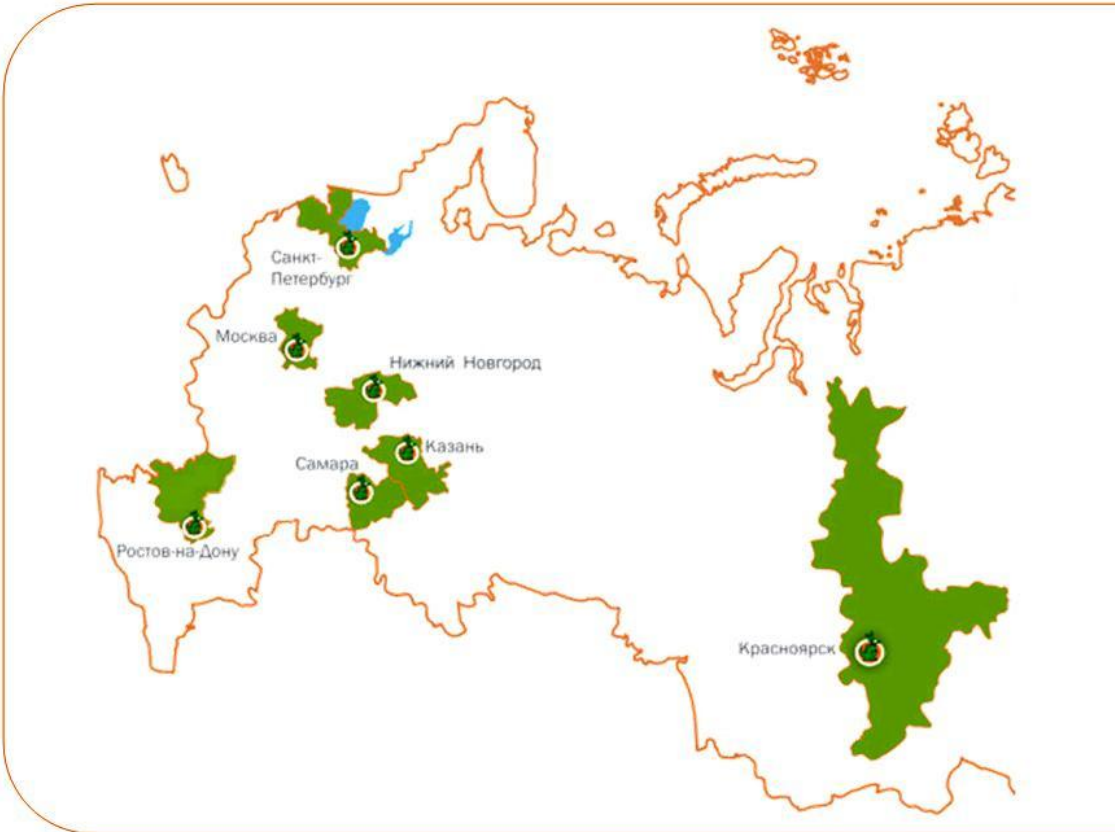 Санкт-
Петербург
Москва
Нижний Новгород
Казань
Самара
Ростов-на-Дону
Красноярск